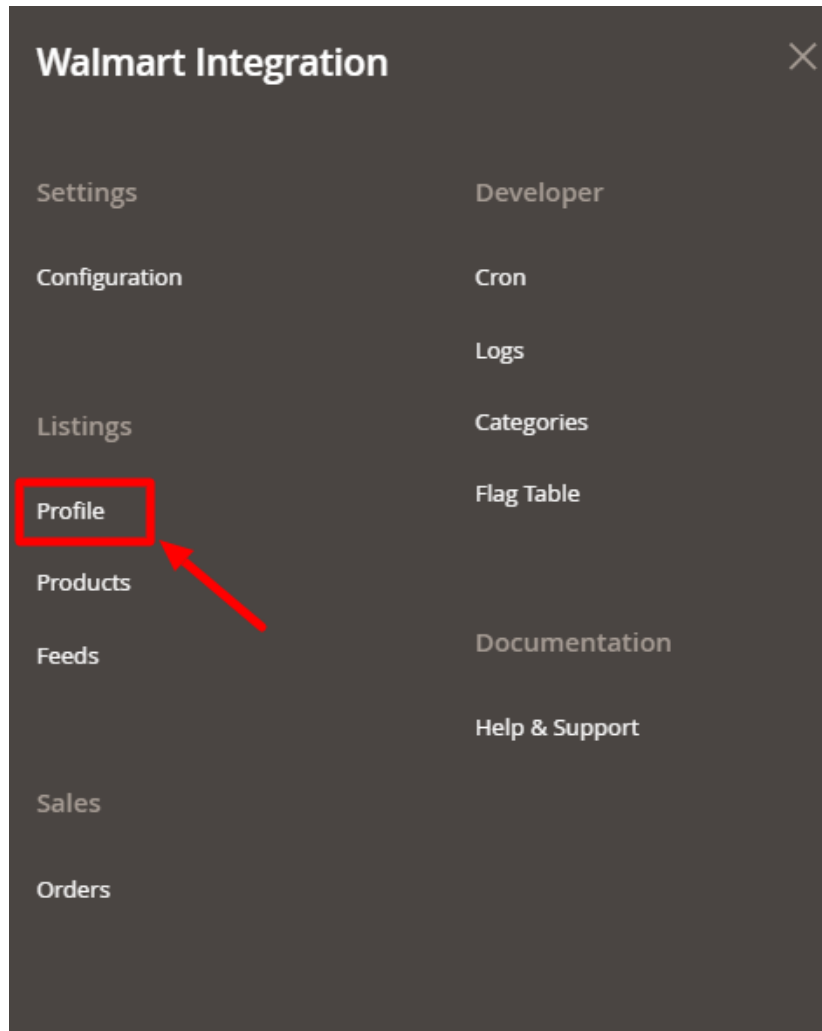 Walmart Integration
Settings
Configuration
Listings
Profile
Products
Feeds
Sales
Orders
Developer
Cron
Logs
Categories
Flag Table
Documentation
Help & Support